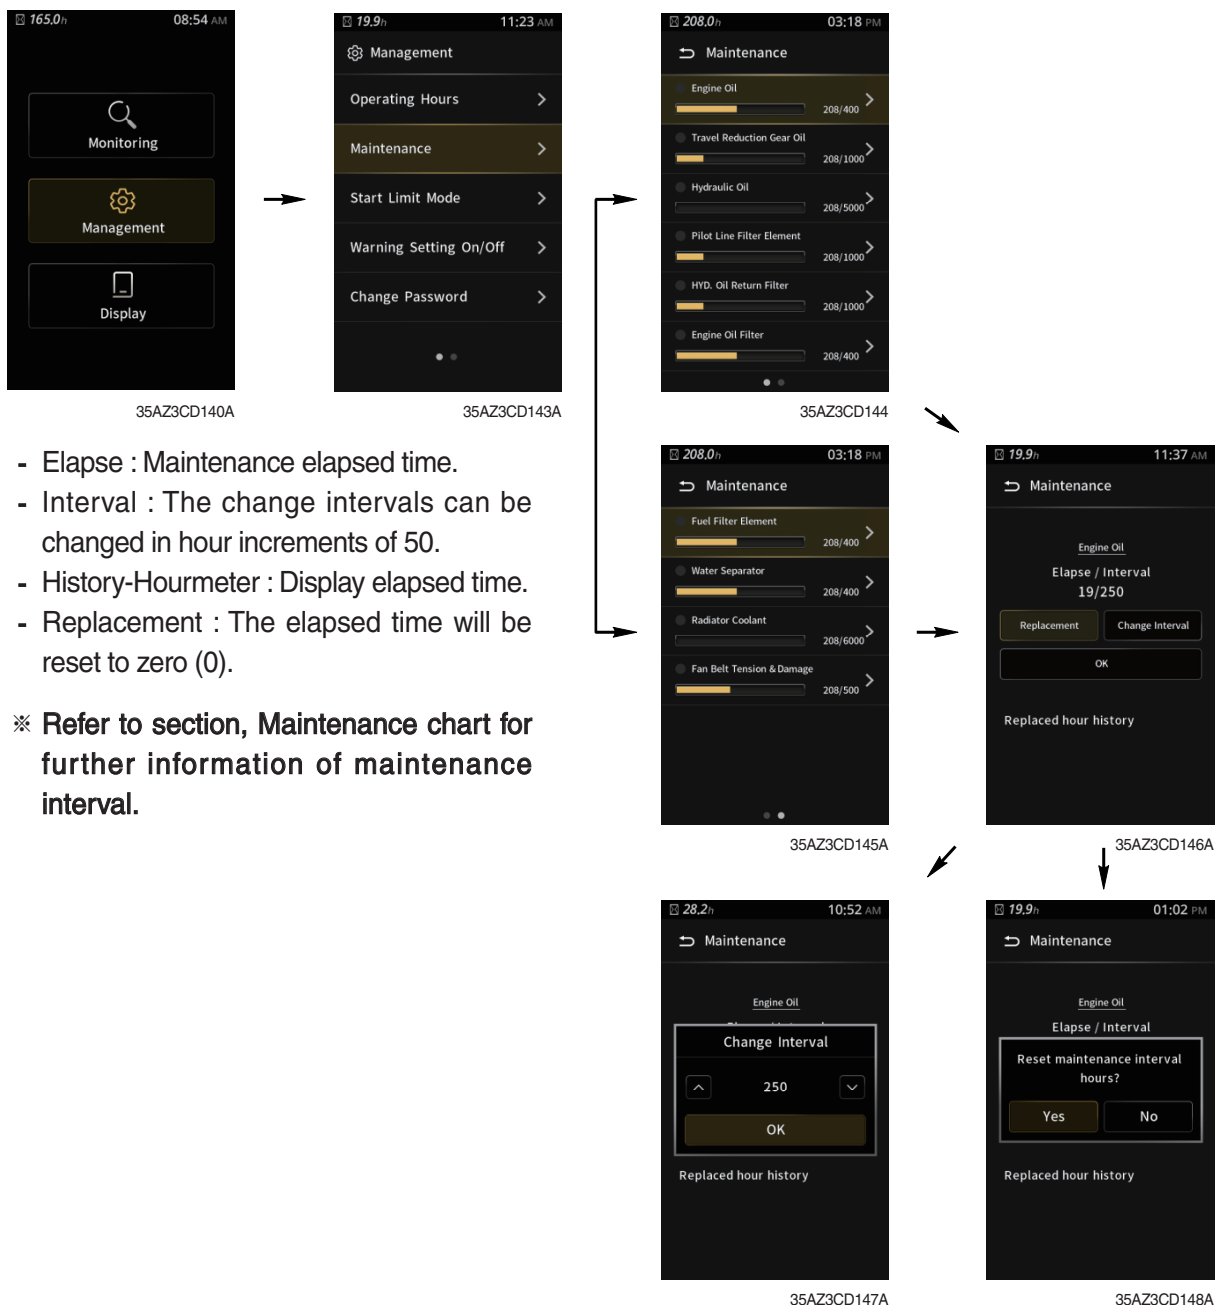 165.0h 08:54 AM
Monitoring
Management
Display
35AZ3CD140A
19.9h 11:23 AM
Management
Operating Hours
Maintenance
Start Limit Mode
Warning Setting On/Off
Change Password
35AZ3CD143A
208.0h 03:18 PM
Maintenance
Engine Oil
208/400
Travel Reduction Gear Oil
208/1000
Hydraulic Oil
208/5000
Pilot Line Filter Element
208/1000
HYD. Oil Return Filter
208/1000
Engine Oil Filter
208/400
35AZ3CD144
- Elapse : Maintenance elapsed time.
- Interval : The change intervals can be
changed in hour increments of 50.
- History-Hourmeter : Display elapsed time.
- Replacement : The elapsed time will be
reset to zero (0).
※ Refer to section, Maintenance chart for
further information of maintenance
interval.
208.0h 03:18 PM
Maintenance
Fuel Filter Element
208/400
Water Separator
208/400
Radiator Coolant
208/6000
Fan Belt Tension & Damage
208/500
35AZ3CD145A
19.9h 11:37 AM
Maintenance
Engine Oil
Elapse / Interval
19/250
Replacement Change Interval
OK
Replaced hour history
35AZ3CD146A
28.2h 10:52 AM
Maintenance
Engine Oil
Change Interval
250
OK
Replaced hour history
35AZ3CD147A
19.9h 01:02 PM
Maintenance
Engine Oil
Elapse / Interval
Reset maintenance interval
hours?
Yes No
Replaced hour history
35AZ3CD148A